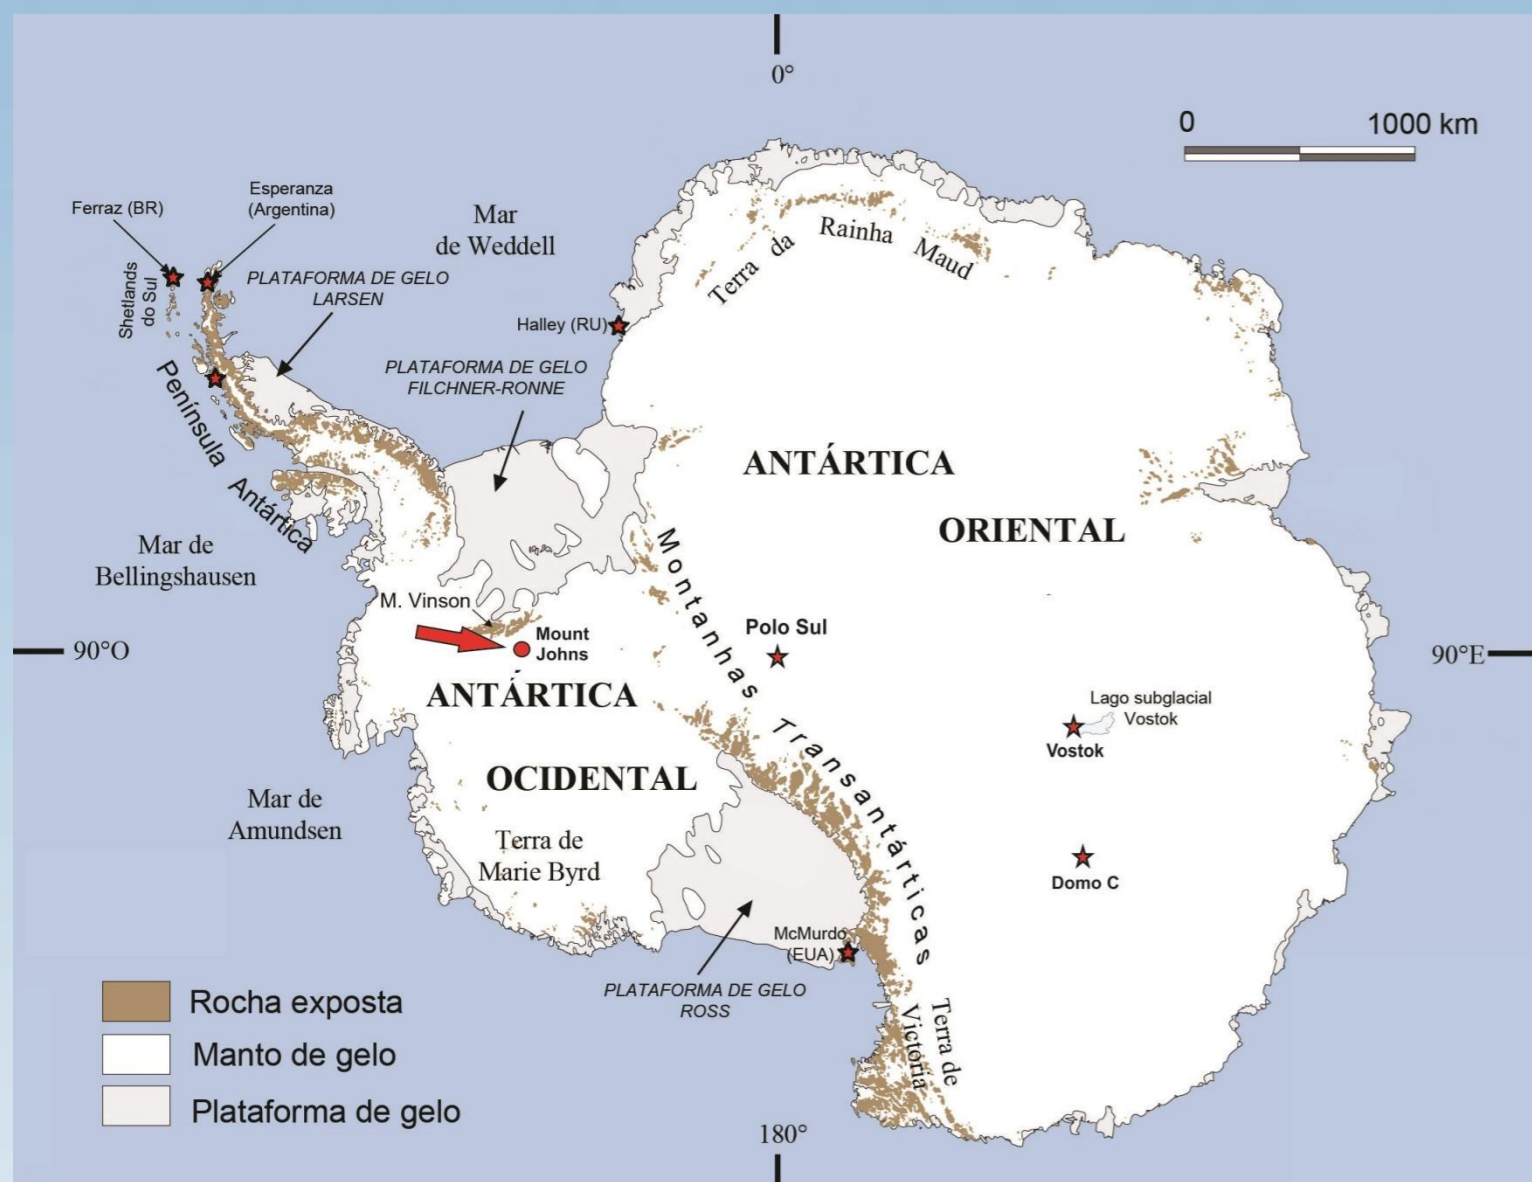 0°
0 1000 km
Ferraz (BR)
Esperanza
(Argentina)
Mar
de Weddell
Shetlands
do Sul
PLATAFORMA DE GELO
LARSEN
Terra da Rainha Maud
Halley (RU)
PLATAFORMA DE GELO
FILCHNER-RONNE
Península Antártica
ANTÁRTICA
ORIENTAL
Mar de
Bellingshausen
Montanhas Transantárticas
M. Vinson
Mount
Johns
Polo Sul
90°O
90°E
ANTÁRTICA
OCIDENTAL
Lago subglacial
Vostok
Vostok
Mar de
Amundsen
Terra de
Marie Byrd
Domo C
McMurdo
(EUA)
PLATAFORMA DE GELO
ROSS
Terra de
Victoria
Rocha exposta
Manto de gelo
Plataforma de gelo
180°